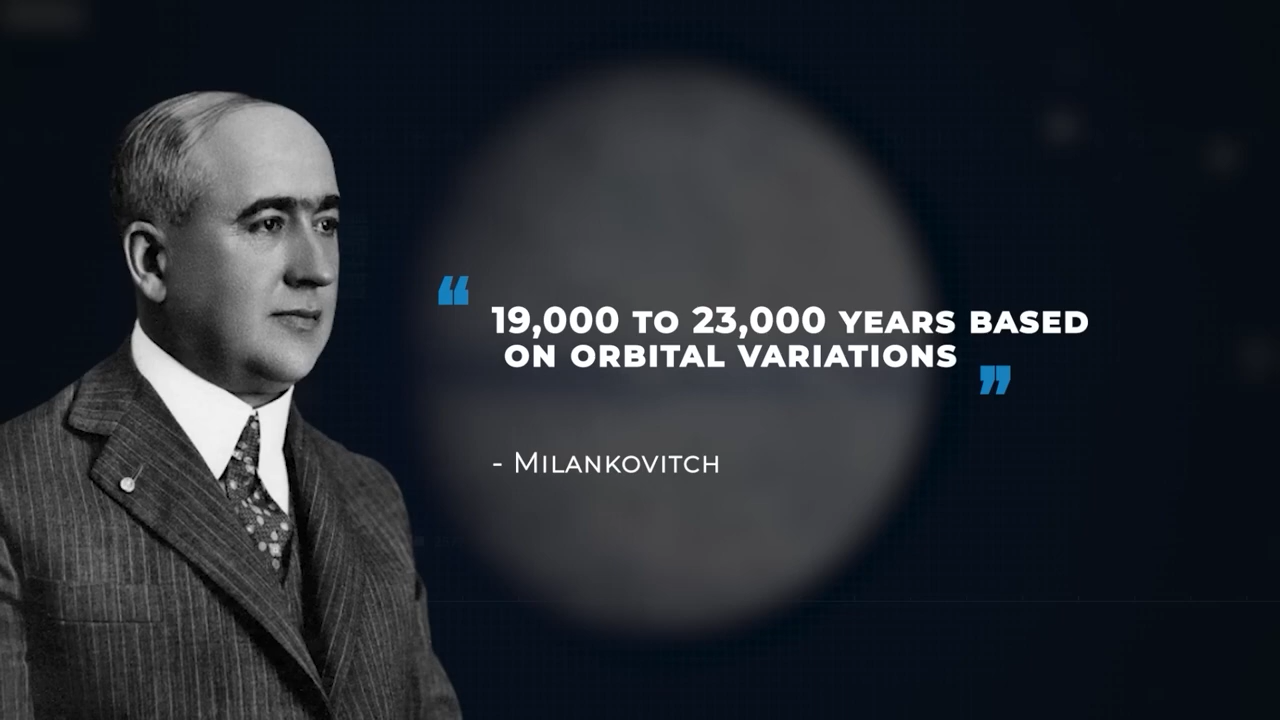 “ 19,000 TO 23,000 YEARS BASED
ON ORBITAL VARIATIONS ”
- MILANKOVITCH